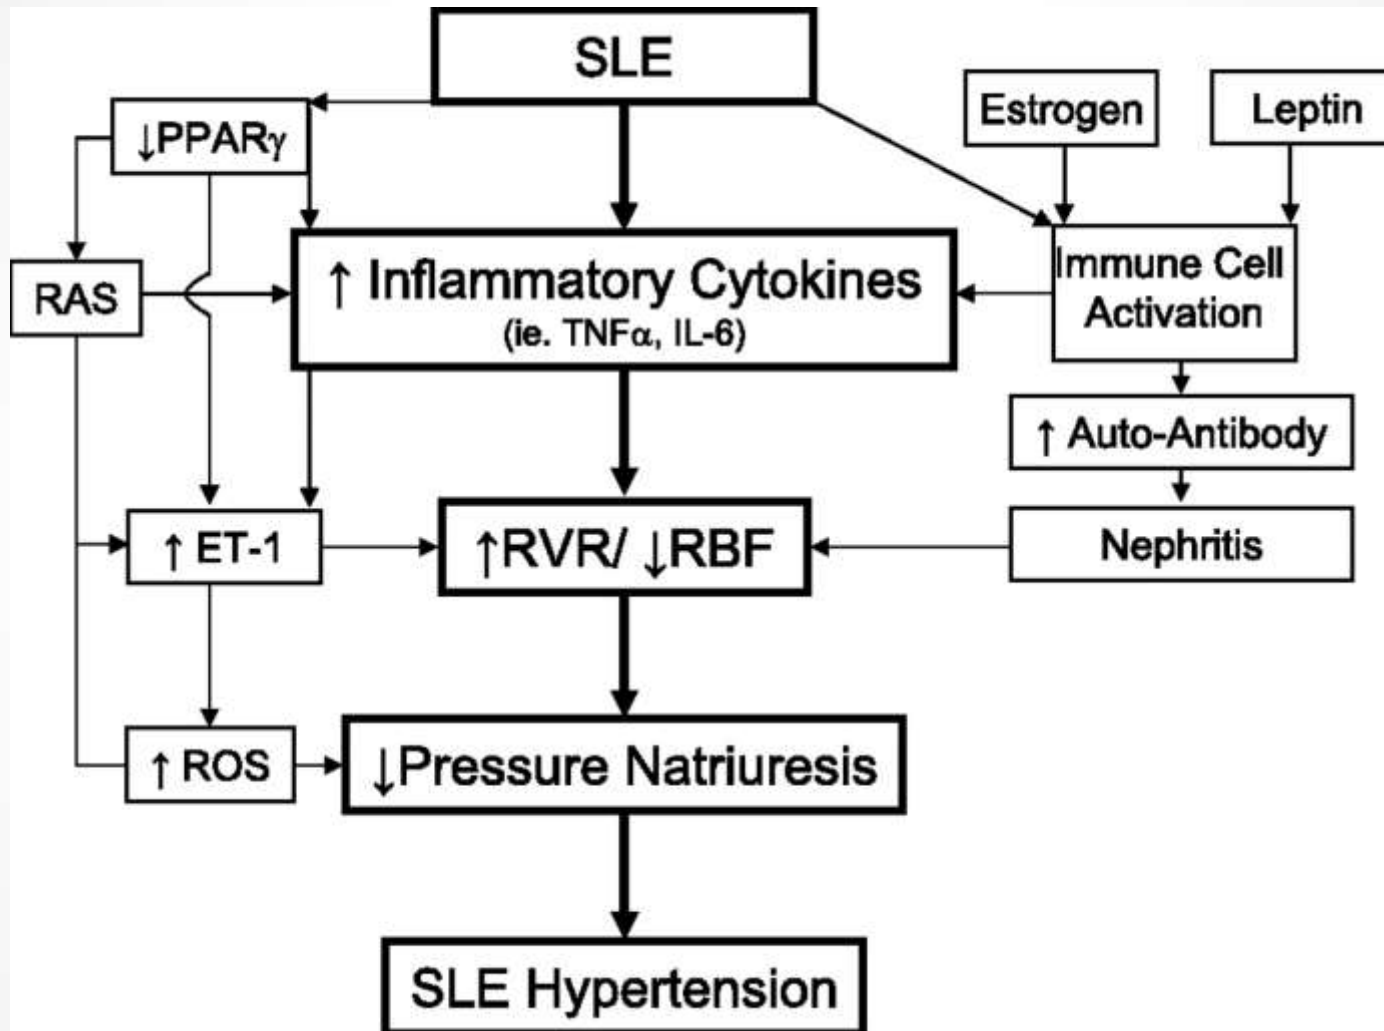 SLE
Estrogen
Leptin
↓PPARγ
RAS
↑ Inflammatory Cytokines
(ie. TNFα, IL-6)
Immune Cell
Activation
↑ Auto-Antibody
↑ ET-1
↑RVR/ ↓RBF
Nephritis
↑ ROS
↓Pressure Natriuresis
SLE Hypertension